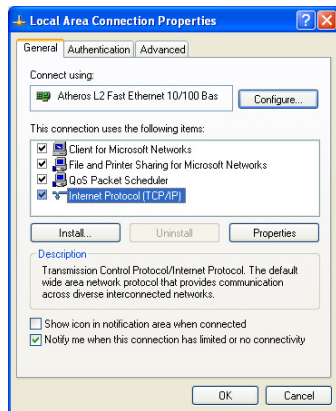 Local Area Connection Properties
General Authentication Advanced
Connect using:
Atheros L2 Fast Ethernet 10/100 Bas
Configure...
This connection uses the following items:
Client for Microsoft Networks
File and Printer Sharing for Microsoft Networks
QoS Packet Scheduler
Internet Protocol (TCP/IP)
Install... Uninstall Properties
Description
Transmission Control Protocol/Internet Protocol. The default
wide area network protocol that provides communication
across diverse interconnected networks.
Show icon in notification area when connected
Notify me when this connection has limited or no connectivity
OK Cancel